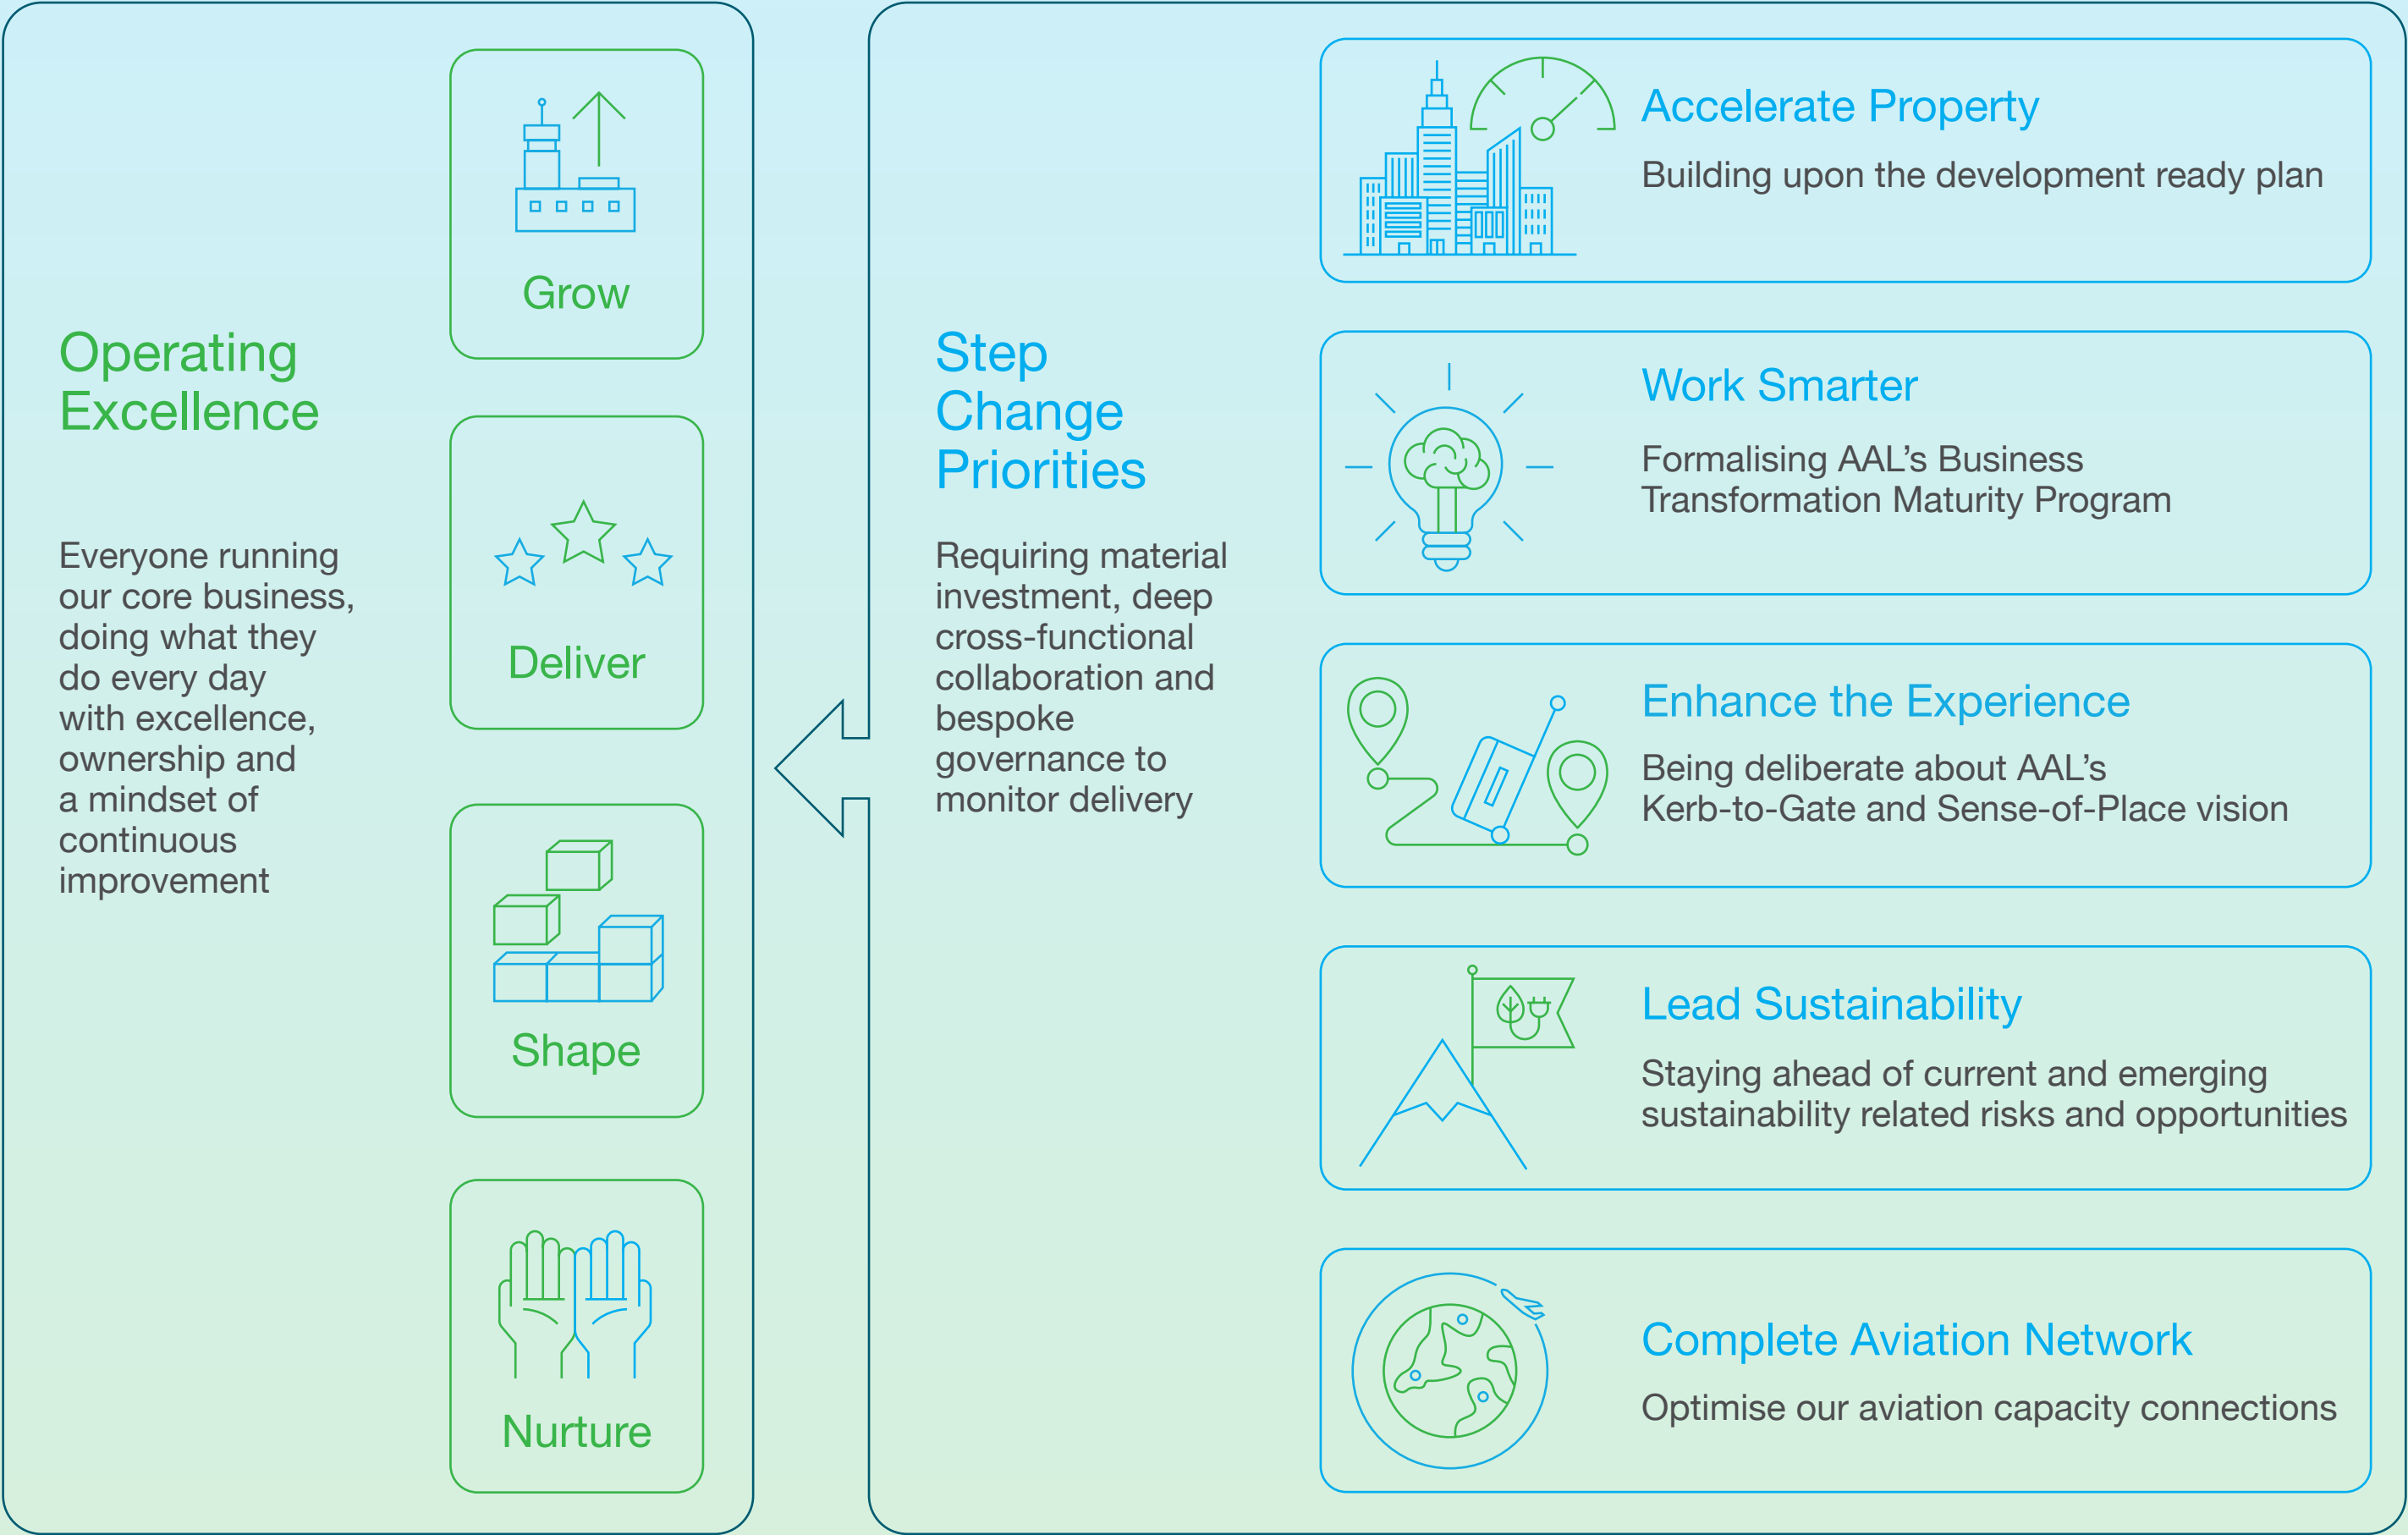 Operating
Excellence
Everyone running
our core business,
doing what they
do every day
with excellence,
ownership and
a mindset of
continuous
improvement
Grow
Deliver
Shape
Nurture
Step
Change
Priorities
Requiring material
investment, deep
cross-functional
collaboration and
bespoke
governance to
monitor delivery
Accelerate Property
Building upon the development ready plan
Work Smarter
Formalising AAL's Business
Transformation Maturity Program
Enhance the Experience
Being deliberate about AAL's
Kerb-to-Gate and Sense-of-Place vision
Lead Sustainability
Staying ahead of current and emerging
sustainability related risks and opportunities
Complete Aviation Network
Optimise our aviation capacity connections